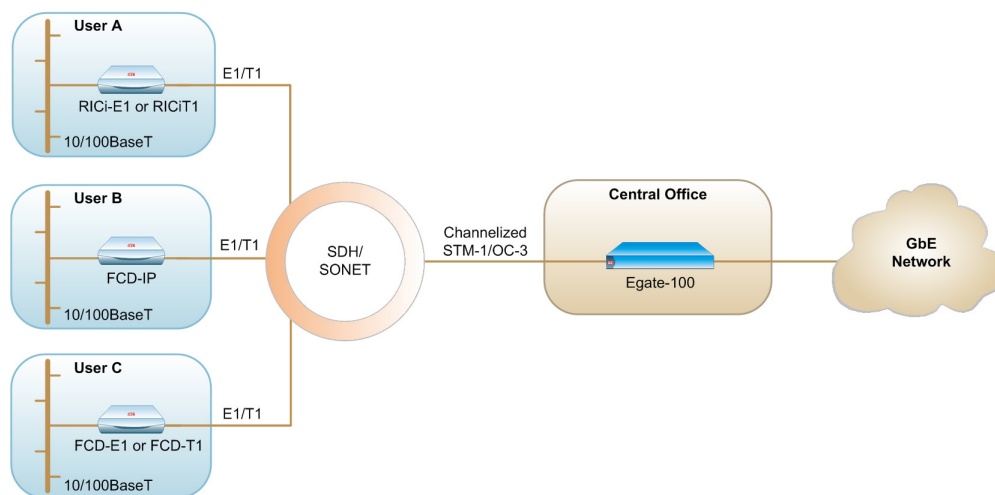 User A
E1/T1
RICi-E1 or RICiT1
10/100BaseT
User B
E1/T1
FCD-IP
10/100BaseT
User C
E1/T1
FCD-E1 or FCD-T1
10/100BaseT
SDH/
SONET
Channelized
STM-1/OC-3
Central Office
Egate-100
GbE
Network